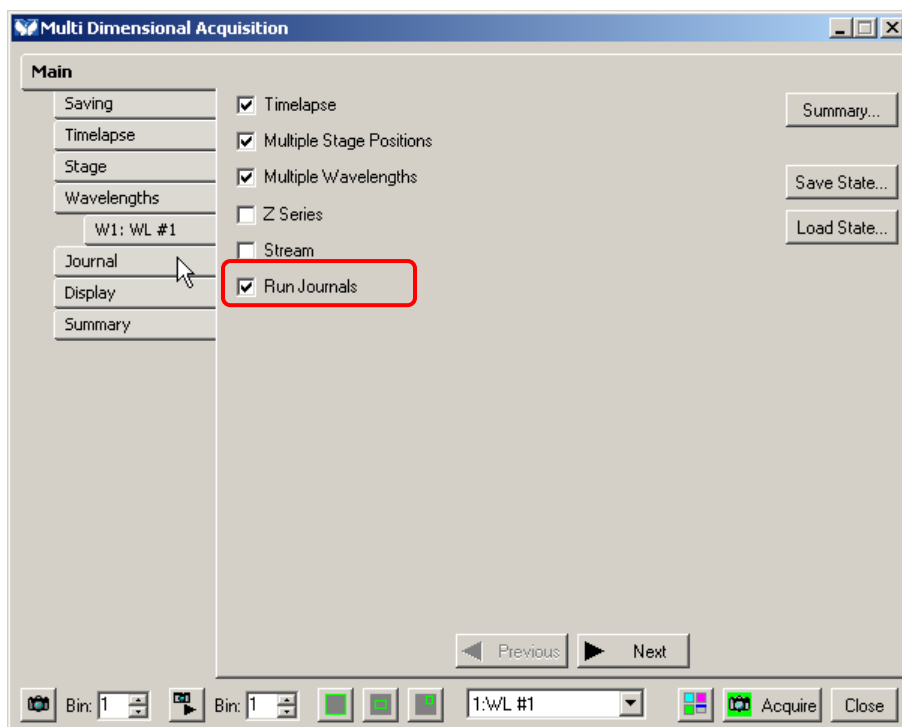 Multi Dimensional Acquisition
Main
Saving
Timelapse
Stage
Wavelengths
W1: WL #1
Journal
Display
Summary
Timelapse
Multiple Stage Positions
Multiple Wavelengths
Z Series
Stream
Run Journals
Summary...
Save State...
Load State...
Previous Next
Bin: 1 Bin: 1 1:WL #1 Acquire Close